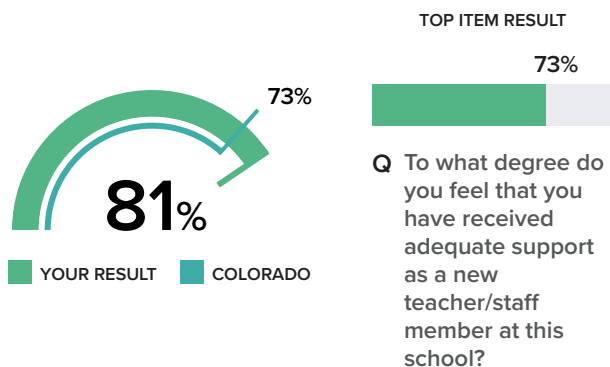 73%
81%
YOUR RESULT
COLORADO
TOP ITEM RESULT
73%
Q To what degree do
you feel that you
have received
adequate support
as a new
teacher/staff
member at this
school?